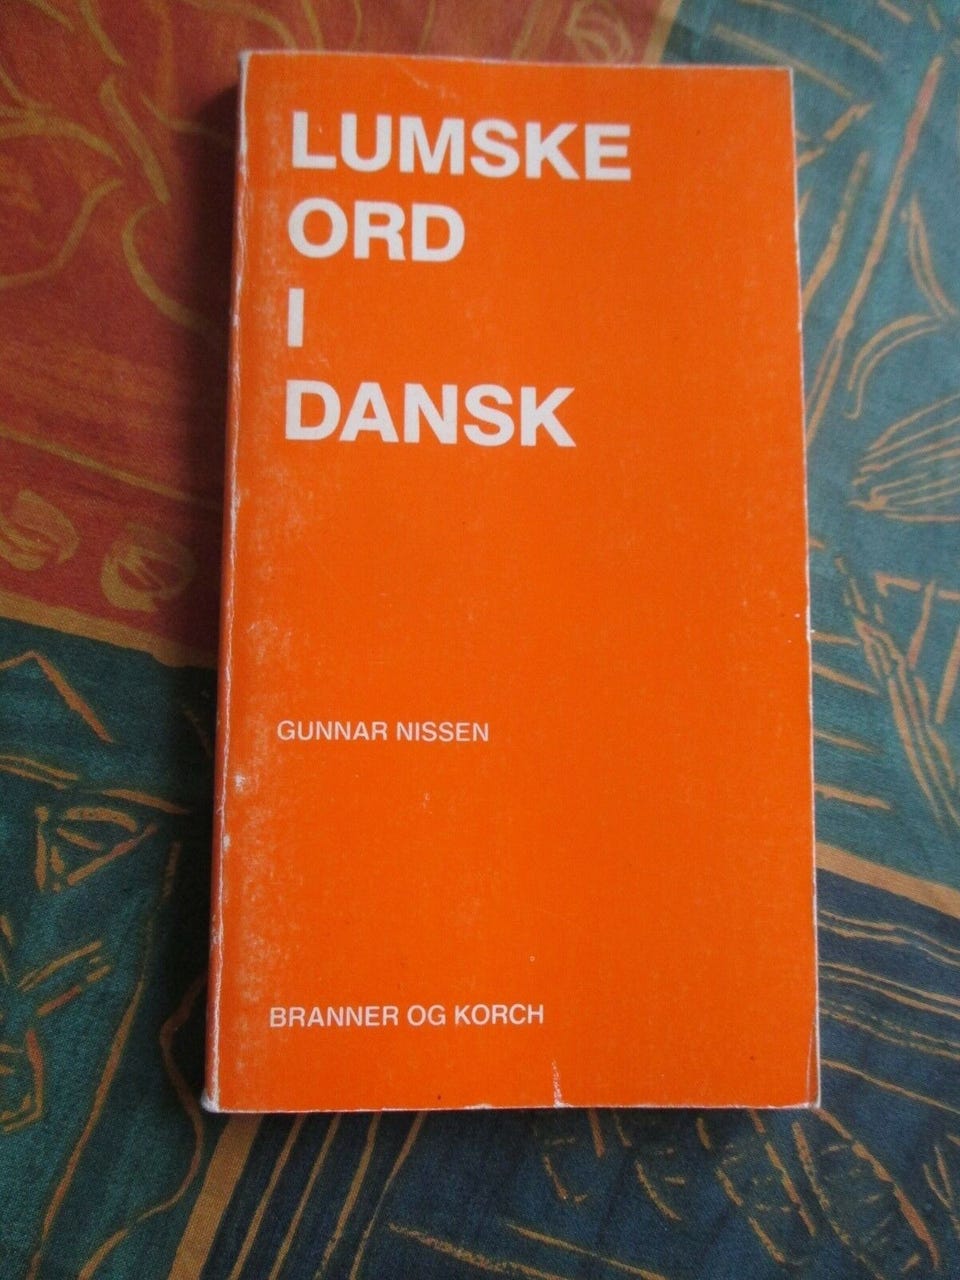 LUMSKE
ORD
I
DANSK
GUNNAR NISSEN
BRANNER OG KORCH